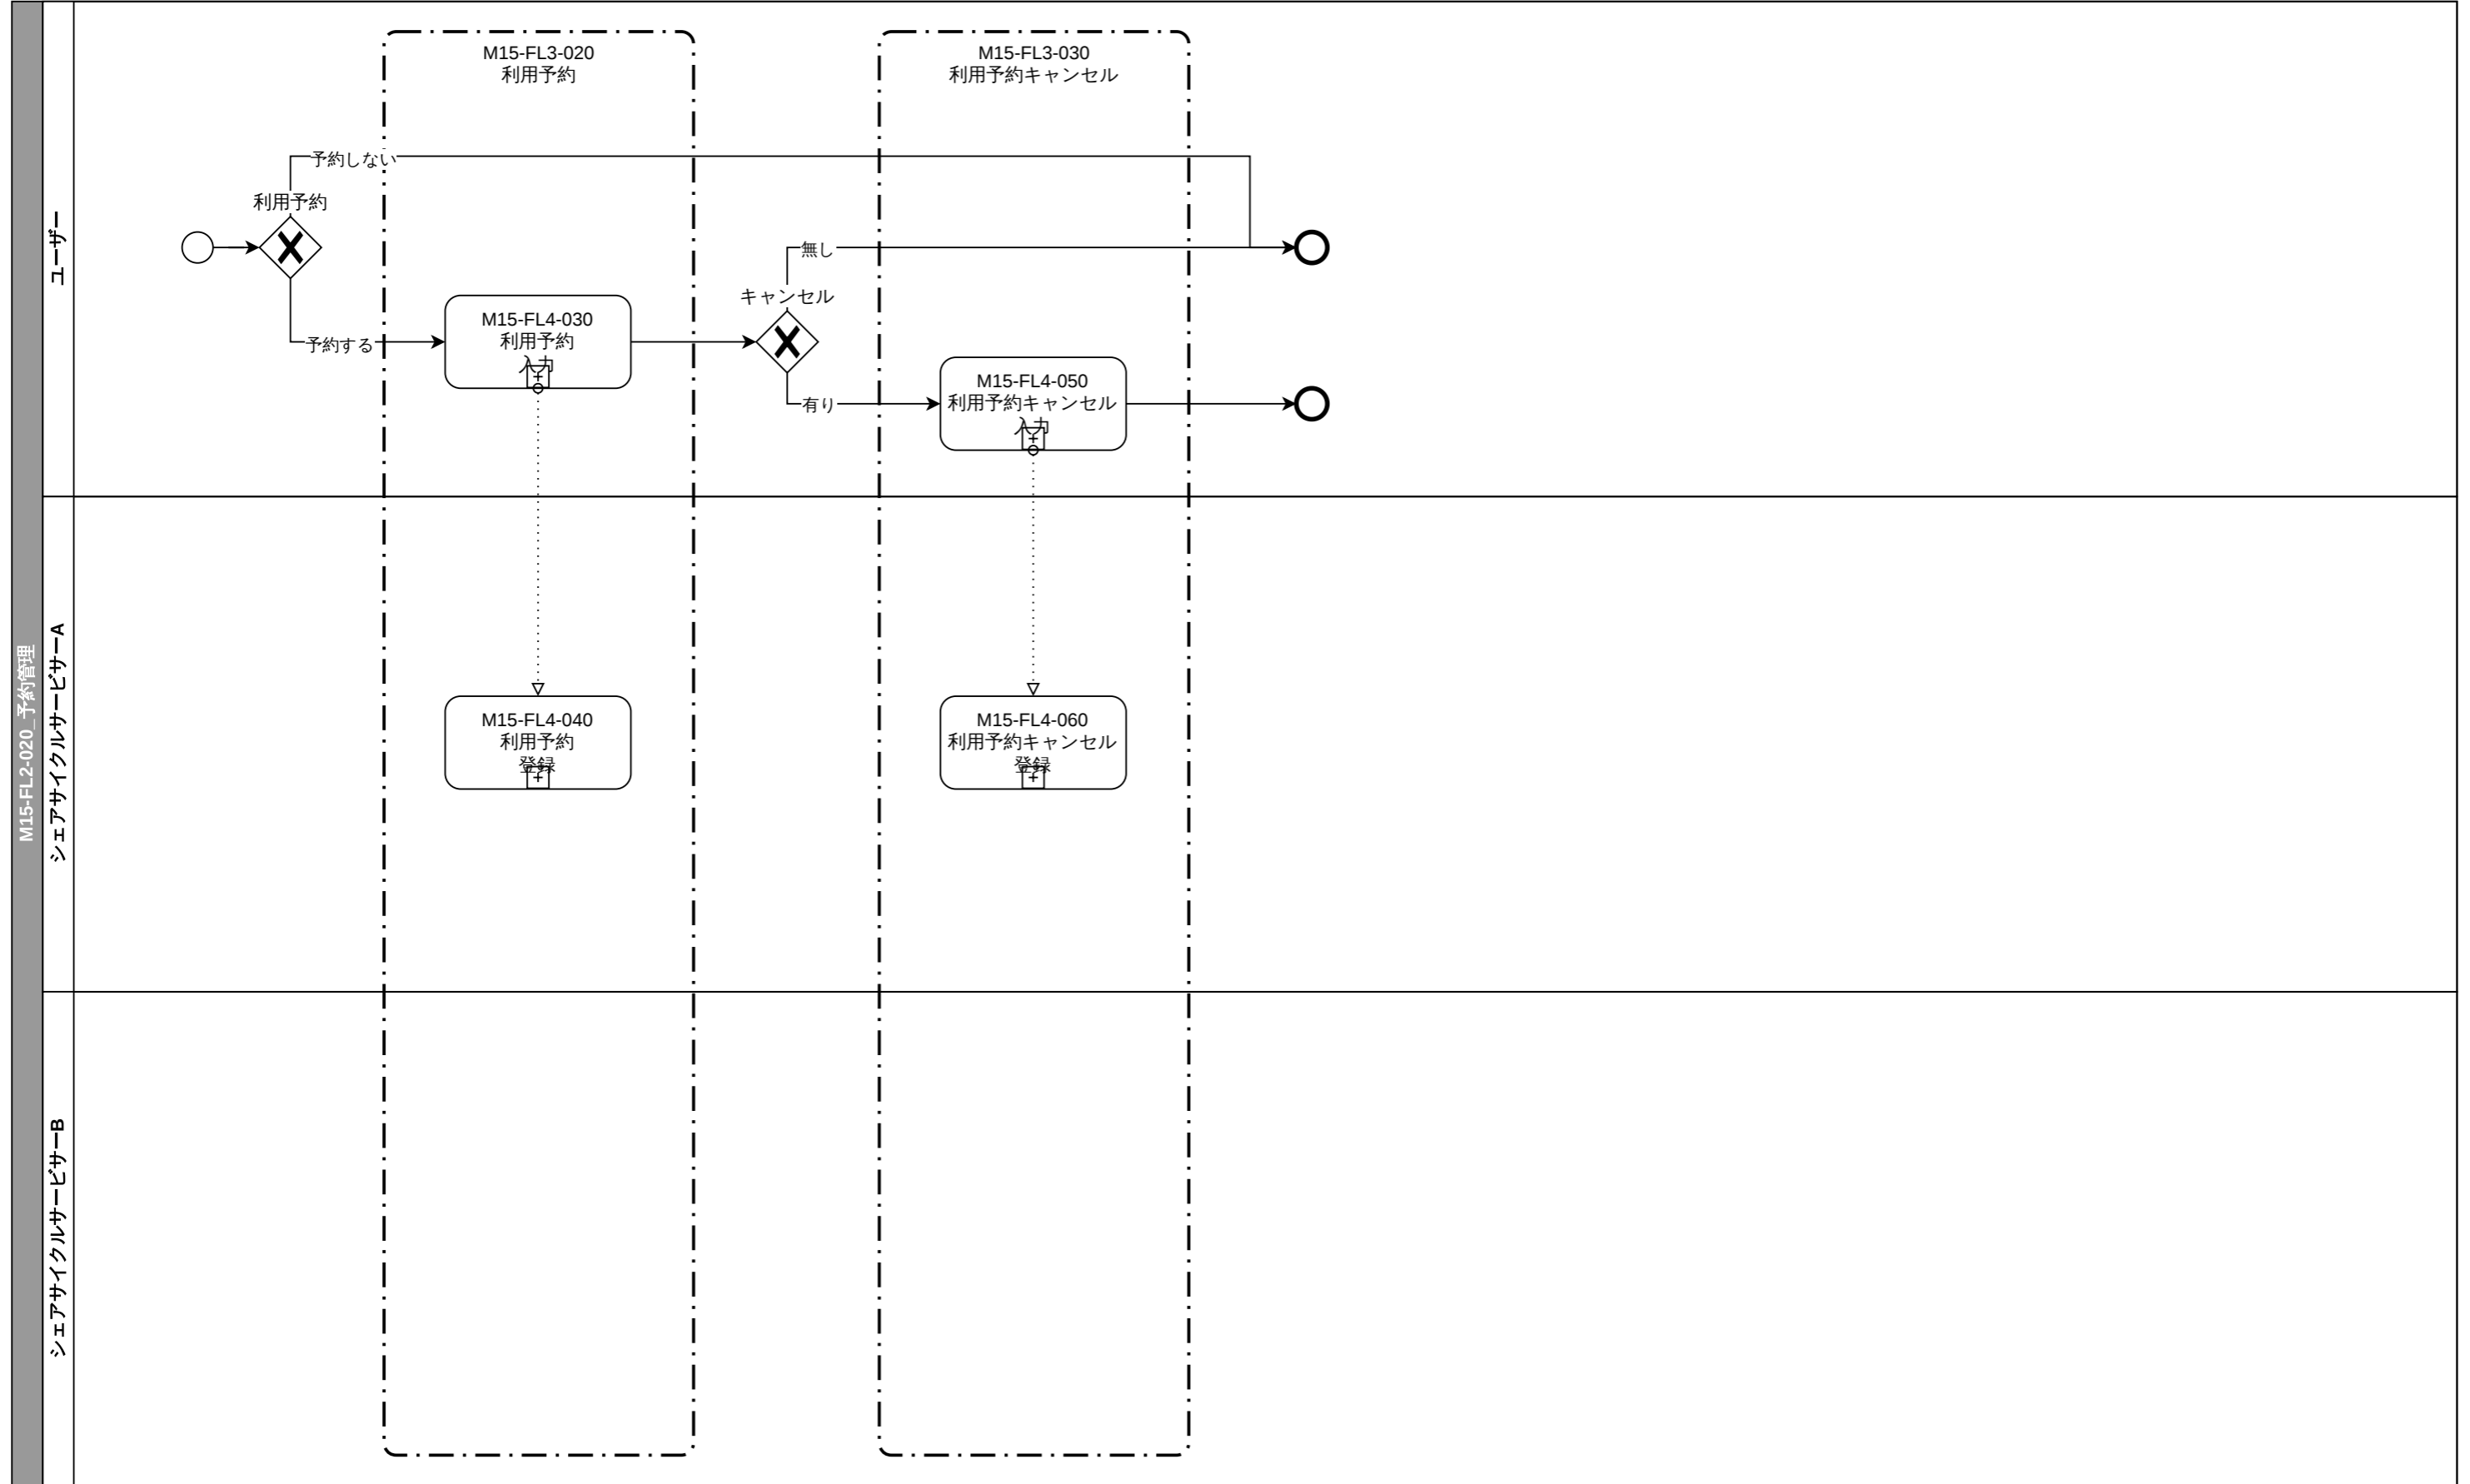 M15-FL2-020_予約管理
ユーザー
M15-FL3-020
利用予約
M15-FL3-030
利用予約キャンセル
予約しない
利用予約
無し
キャンセル
予約する
M15-FL4-030
利用予約
入力
有り
M15-FL4-050
利用予約キャンセル
入力
シェアサイクルサービサーA
M15-FL4-040
利用予約
登録
M15-FL4-060
利用予約キャンセル
登録
シェアサイクルサービサーB